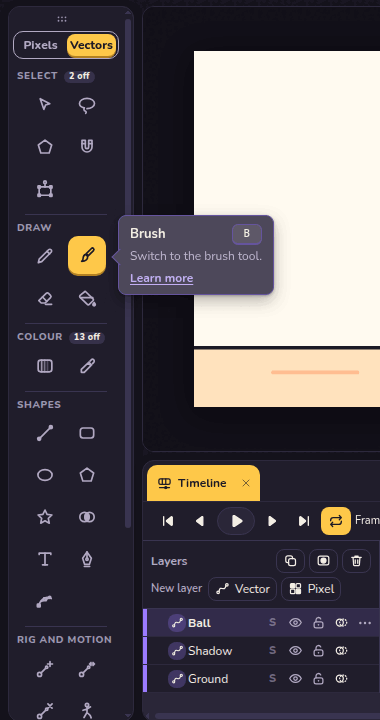 Pixels Vectors
SELECT 2 off
DRAW
Brush B
Switch to the brush tool.
Learn more
COLOUR 13 off
SHAPES
RIG AND MOTION
Timeline
Fram
Layers
New layer Vector Pixel
Ball S
Shadow S
Ground S